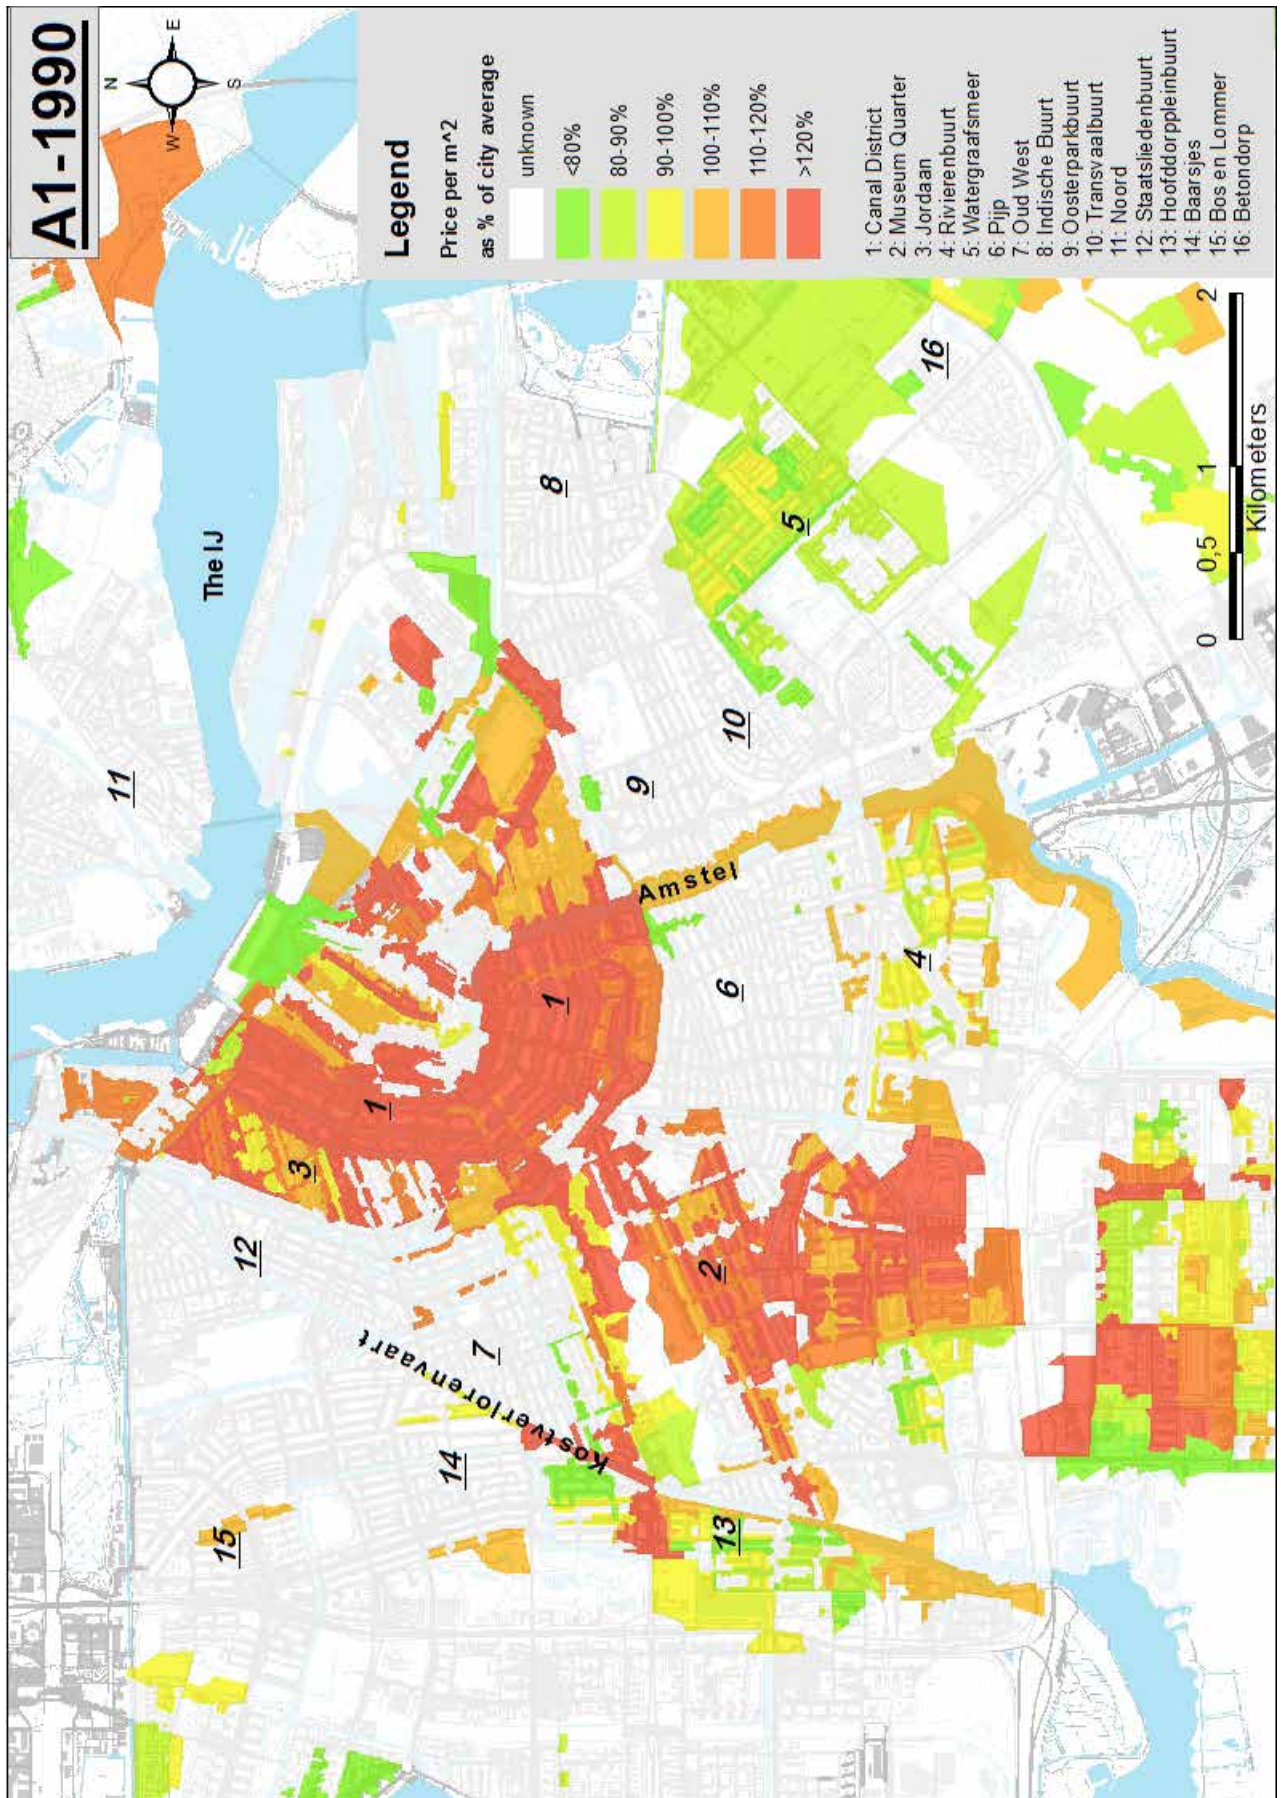 A1-1990
N
E
S
W
Legend
Price per m^2
as % of city average
unknown
<80%
80-90%
90-100%
100-110%
110-120%
>120%
1: Canal District
2: Museum Quarter
3: Jordaan
4: Rivierenbuurt
5: Watergraafsmeer
6: Pijp
7: Oud West
8: Indische Buurt
9: Oosterparkbuurt
10: Transvaalbuurt
11: Noord
12: Staatsliedenbuurt
13: Hoofddorppleinbuurt
14: Baarsjes
15: Bos en Lommer
16: Betondorp
0 0,5 1 2
Kilometers
The IJ
11
8
16
5
10
9
Amstel
1
6
4
1
3
12
2
7
Kostverlorenvaart
14
15
13